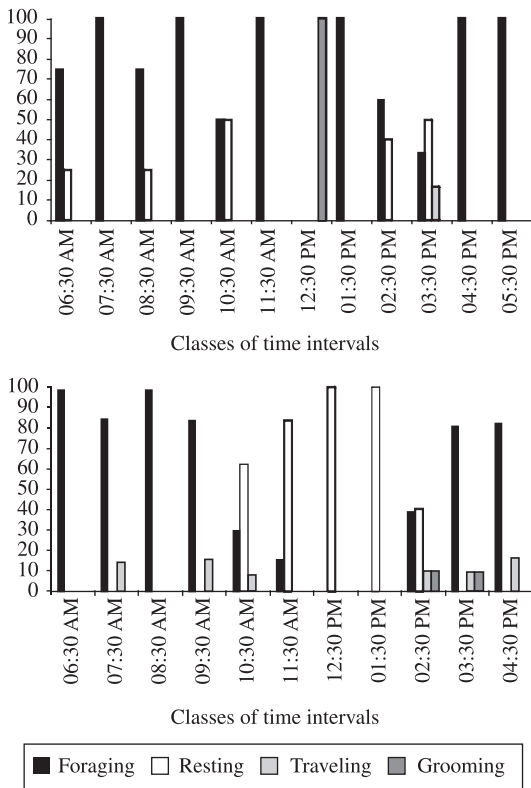 100
90
80
70
60
50
40
30
20
10
0
06:30 AM
07:30 AM
08:30 AM
09:30 AM
10:30 AM
11:30 AM
12:30 PM
01:30 PM
02:30 PM
03:30 PM
04:30 PM
05:30 PM
Classes of time intervals
100
90
80
70
60
50
40
30
20
10
0
06:30 AM
07:30 AM
08:30 AM
09:30 AM
10:30 AM
11:30 AM
12:30 PM
01:30 PM
02:30 PM
03:30 PM
04:30 PM
Classes of time intervals
Foraging Resting Traveling Grooming